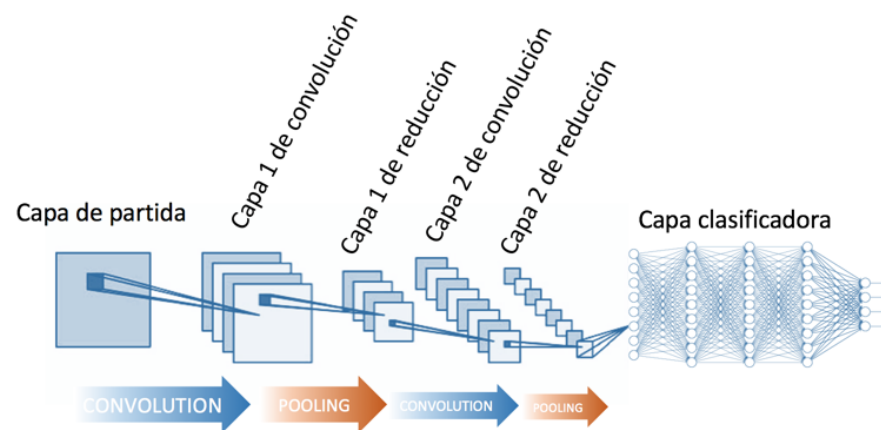 Capa de partida
Capa 1 de convolución
Capa 1 de reducción
Capa 2 de convolución
Capa 2 de reducción
Capa clasificadora
CONVOLUTION
POOLING
CONVOLUTION
POOLING